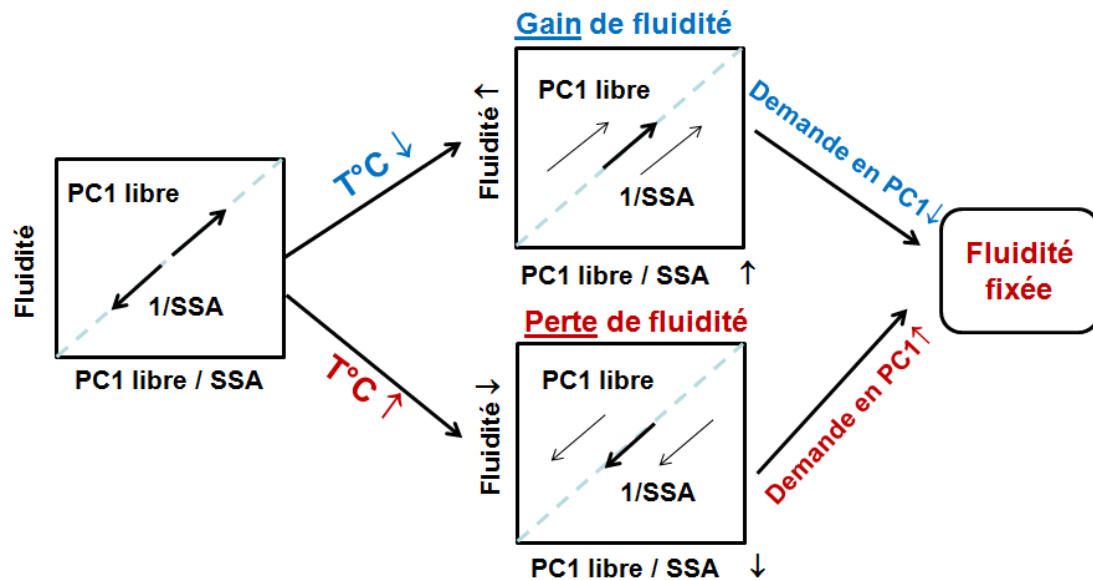 Fluidité
PC1 libre
1/SSA
PC1 libre / SSA
T°C ↓
T°C ↑
Gain de fluidité
Fluidité ↑
PC1 libre
1/SSA
PC1 libre / SSA ↑
Perte de fluidité
Fluidité ↓
PC1 libre
1/SSA
PC1 libre / SSA ↓
Demande en PC1↓
Demande en PC1↑
Fluidité
fixée